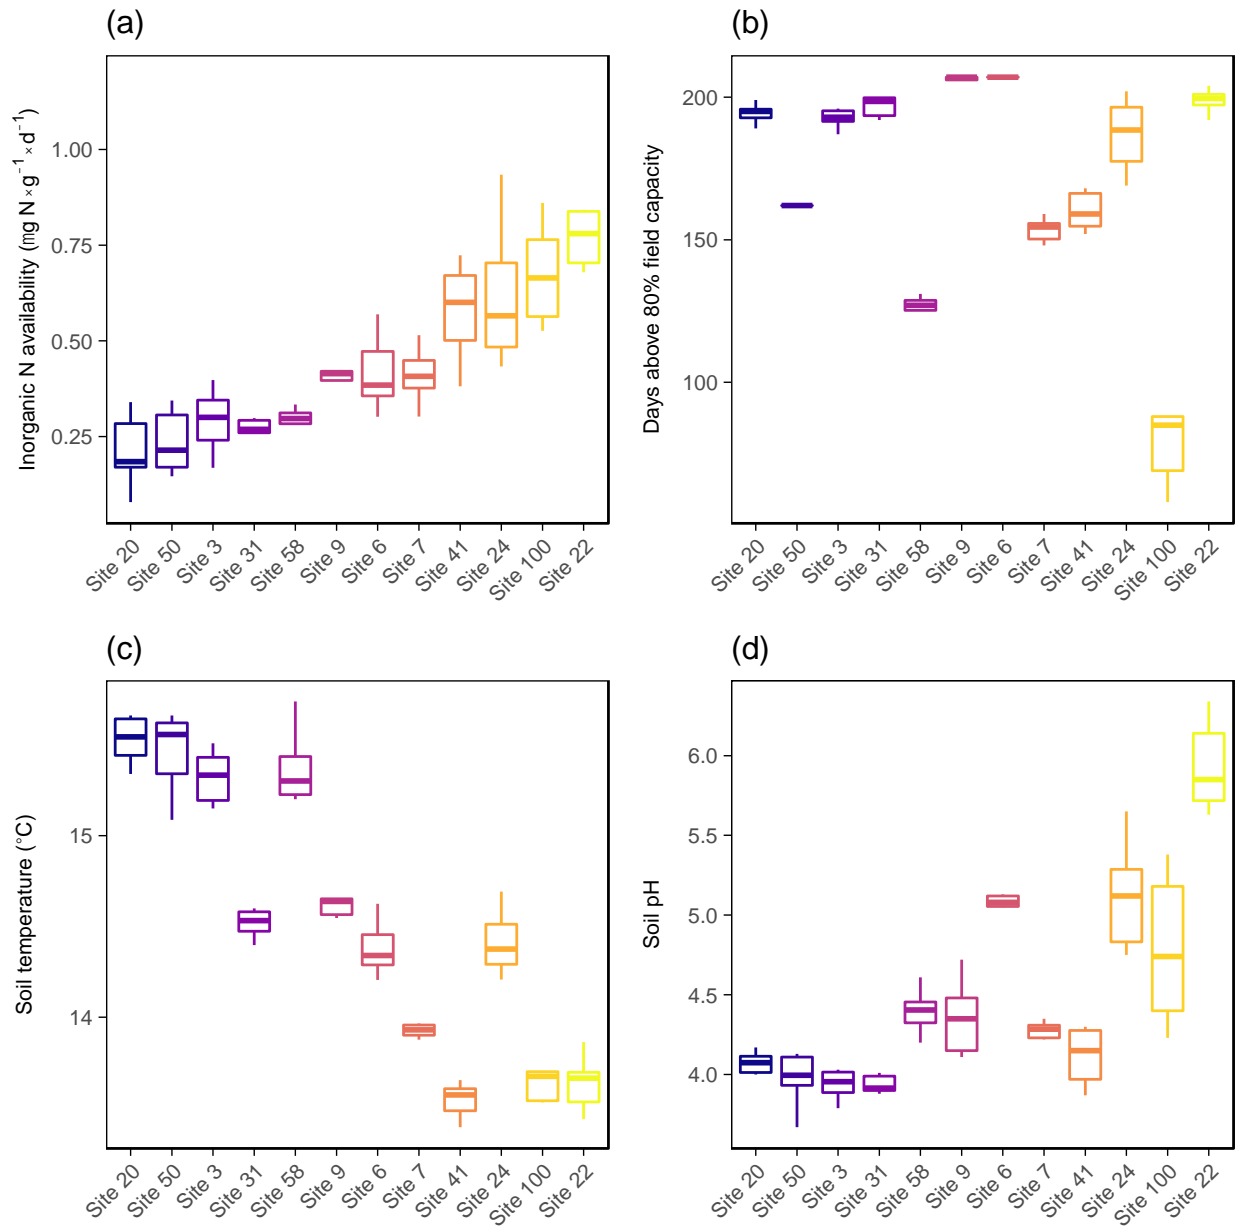 (a)
Inorganic N availability (mg N×g⁻¹×d⁻¹)
1.00
0.75
0.50
0.25
Site 20
Site 50
Site 3
Site 31
Site 58
Site 9
Site 6
Site 7
Site 41
Site 24
Site 100
Site 22
(b)
Days above 80% field capacity
200
150
100
Site 20
Site 50
Site 3
Site 31
Site 58
Site 9
Site 6
Site 7
Site 41
Site 24
Site 100
Site 22
(c)
Soil temperature (°C)
15
14
Site 20
Site 50
Site 3
Site 31
Site 58
Site 9
Site 6
Site 7
Site 41
Site 24
Site 100
Site 22
(d)
Soil pH
6.0
5.5
5.0
4.5
4.0
Site 20
Site 50
Site 3
Site 31
Site 58
Site 9
Site 6
Site 7
Site 41
Site 24
Site 100
Site 22